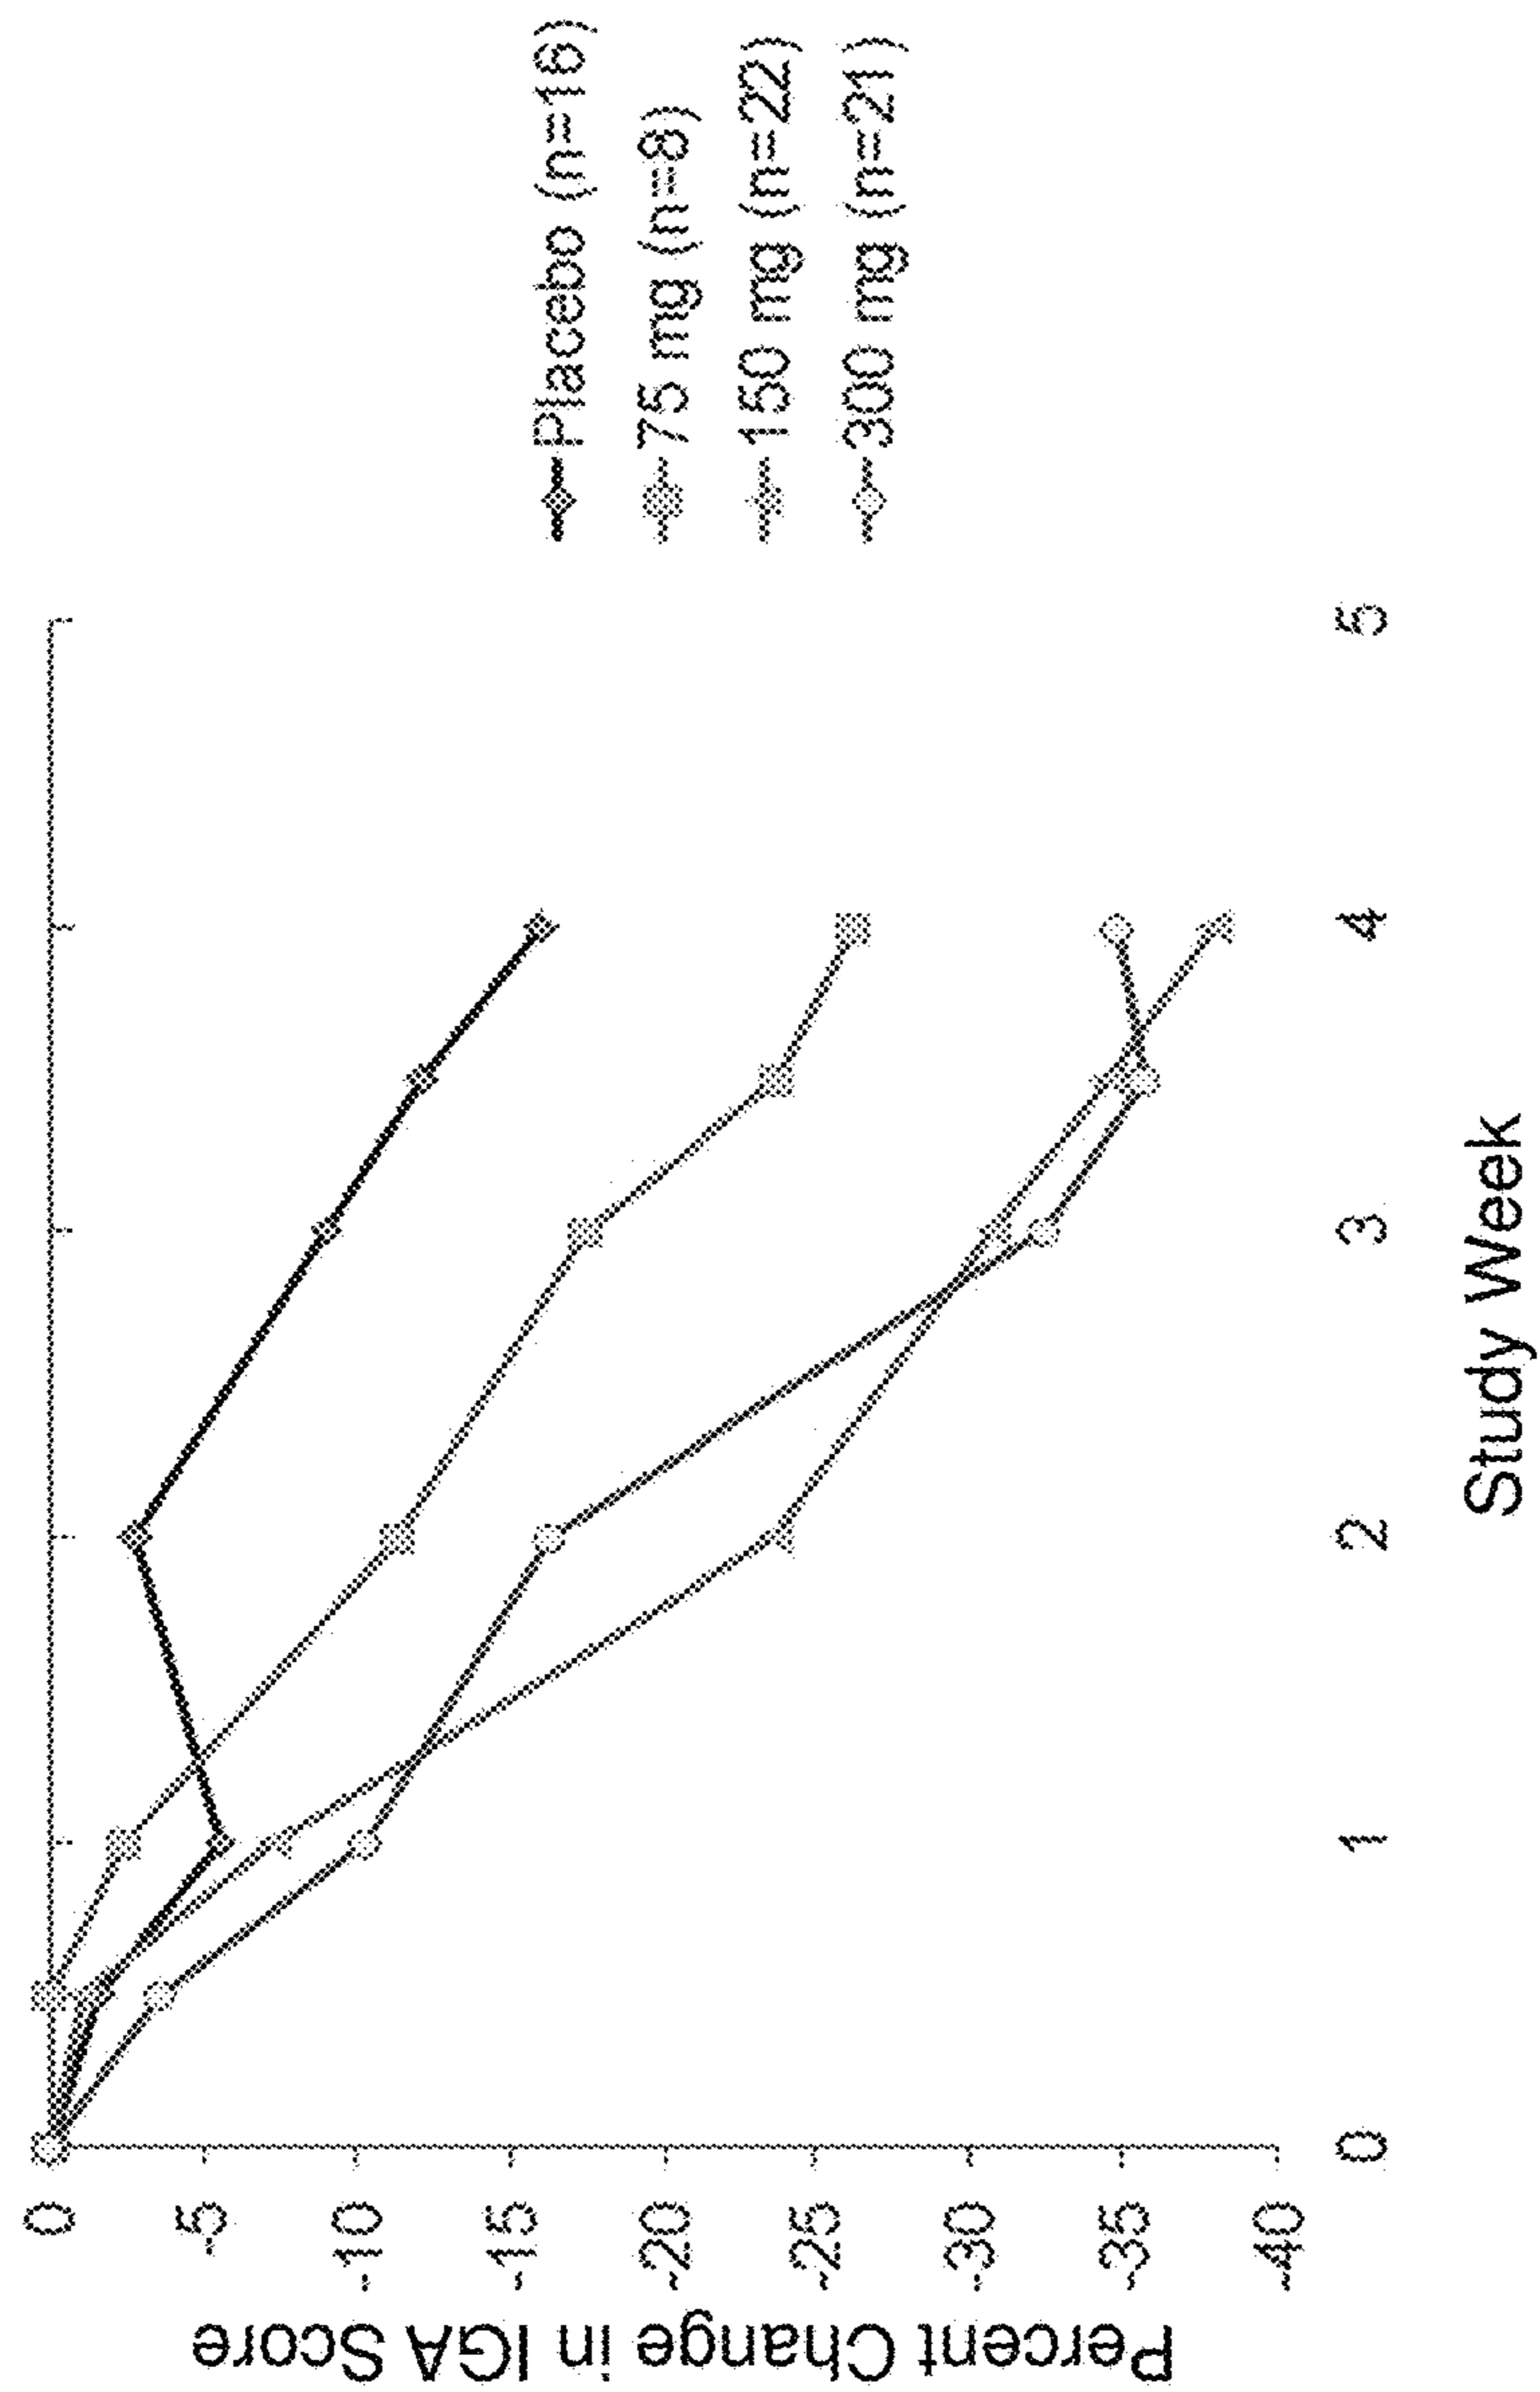 Percent Change in IGA Score
0
-5
-10
-15
-20
-25
-30
-35
-40
0
1
2
3
4
5
Study Week
Placebo (n=16)
75 mg (n=8)
150 mg (n=22)
300 mg (n=21)